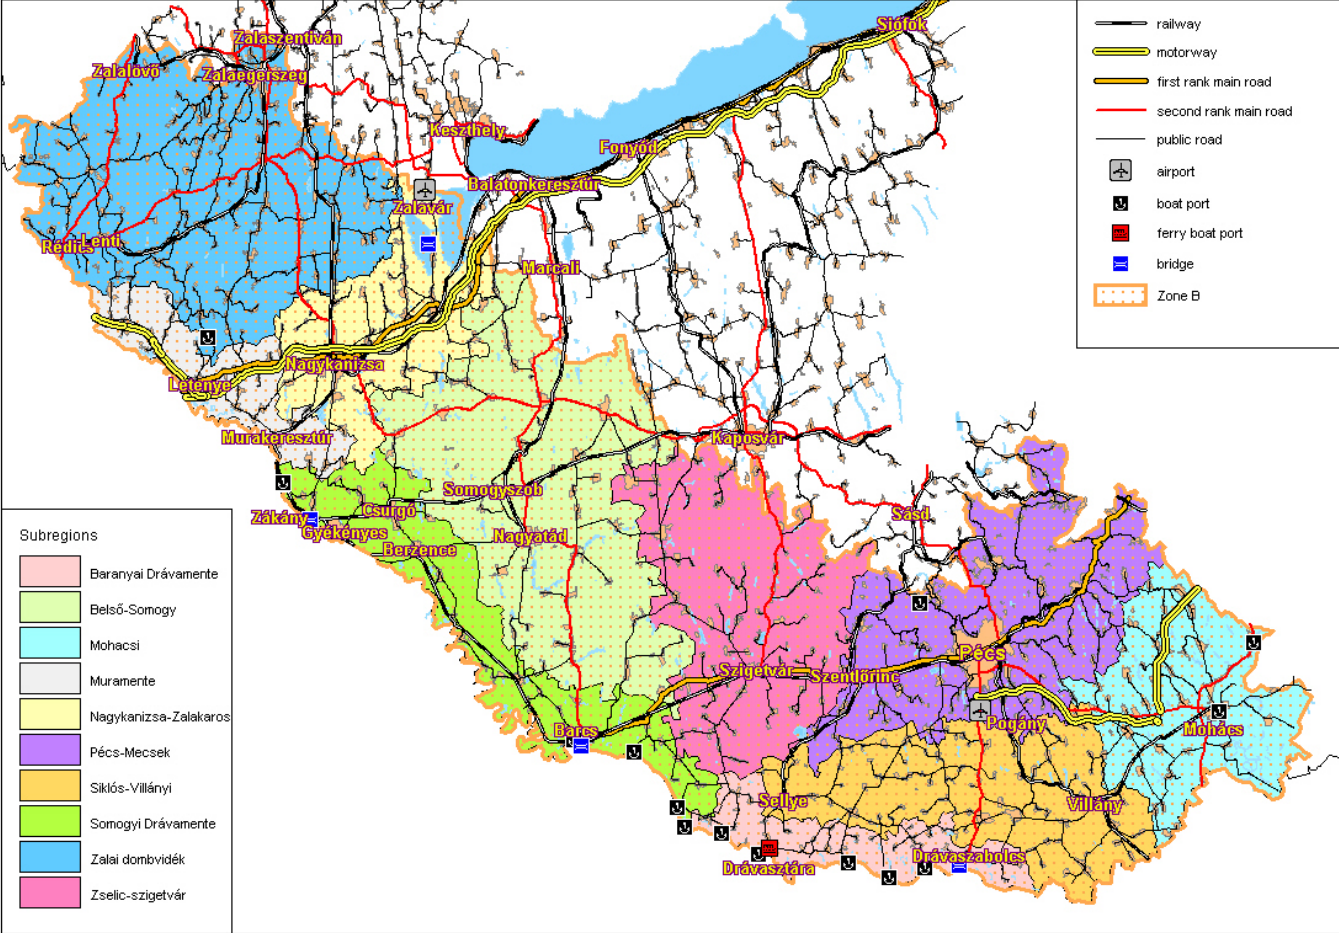 Siófok
Zalaszentiván
Zalalövő
Zalaegerszeg
Keszthely
Fonyód
Balatonkeresztúr
Zalavár
Rédics
Lenti
Marcali
Nagykanizsa
Letenye
Murakeresztúr
Kaposvár
Somogyszob
Csurgó
Zákány
Gyékényes
Sásd
Nagyatád
Berzence
Pécs
Szigetvár
Szentlőrinc
Pogány
Barcs
Mohács
Sellye
Villány
Drávaszabolcs
Drávasztára
railway
motorway
first rank main road
second rank main road
public road
airport
boat port
ferry boat port
bridge
Zone B
Subregions
Baranyai Drávamente
Belső-Somogy
Mohacsi
Muramente
Nagykanizsa-Zalakaros
Pécs-Mecsek
Siklós-Villányi
Somogyi Drávamente
Zalai dombvidék
Zselic-szigetvár